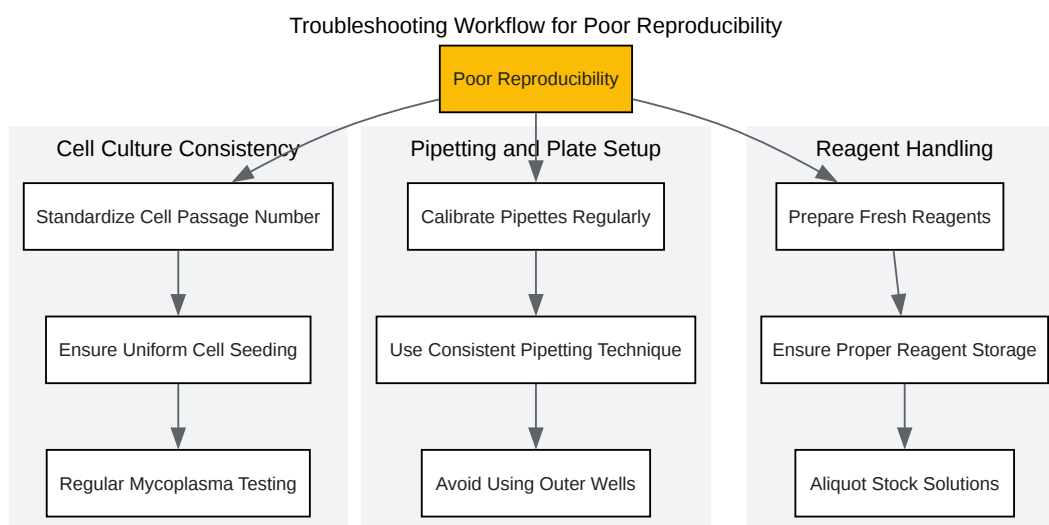 Troubleshooting Workflow for Poor Reproducibility
Poor Reproducibility
Cell Culture Consistency
Standardize Cell Passage Number
Ensure Uniform Cell Seeding
Regular Mycoplasma Testing
Pipetting and Plate Setup
Calibrate Pipettes Regularly
Use Consistent Pipetting Technique
Avoid Using Outer Wells
Reagent Handling
Prepare Fresh Reagents
Ensure Proper Reagent Storage
Aliquot Stock Solutions